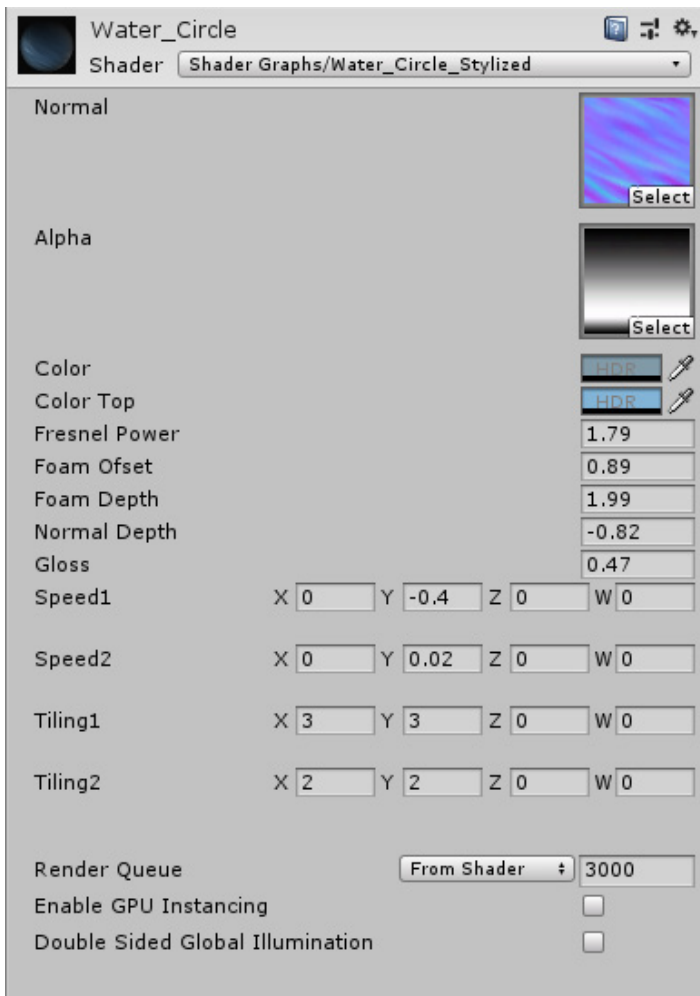 Water_Circle
Shader Shader Graphs/Water_Circle_Stylized
Normal
Select
Alpha
Select
Color HDR
Color Top HDR
Fresnel Power 1.79
Foam Ofset 0.89
Foam Depth 1.99
Normal Depth -0.82
Gloss 0.47
Speed1 X 0 Y -0.4 Z 0 W 0
Speed2 X 0 Y 0.02 Z 0 W 0
Tiling1 X 3 Y 3 Z 0 W 0
Tiling2 X 2 Y 2 Z 0 W 0
Render Queue From Shader 3000
Enable GPU Instancing
Double Sided Global Illumination